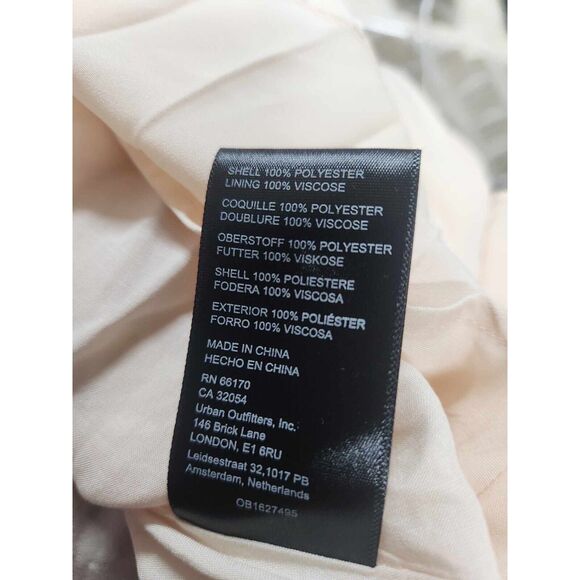 SHELL 100% POLYESTER
LINING 100% VISCOSE
COQUILLE 100% POLYESTER
DOUBLURE 100% VISCOSE
OBERSTOFF 100% POLYESTER
FUTTER 100% VISKOSE
SHELL 100% POLIESTERE
FODERA 100% VISCOSA
EXTERIOR 100% POLIÉSTER
FORRO 100% VISCOSA
MADE IN CHINA
HECHO EN CHINA
RN 66170
CA 32054
Urban Outfitters, Inc.
146 Brick Lane
LONDON, E1 6RU
Leidsestraat 32,1017 PB
Amsterdam, Netherlands
OB1627495